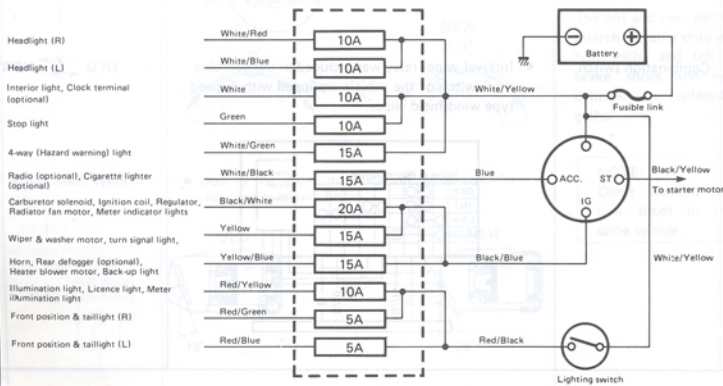 Headlight (R)
White/Red
10A
Headlight (L)
White/Blue
10A
Interior light, Clock terminal
(optional)
White
10A
Stop light
Green
10A
4-way (Hazard warning) light
White/Green
15A
Radio (optional), Cigarette lighter
(optional)
White/Black
15A
Carburetor solenoid, Ignition coil, Regulator,
Radiator fan motor, Meter indicator lights
Black/White
20A
Wiper & washer motor, turn signal light,
Yellow
15A
Horn, Rear defogger (optional),
Heater blower motor, Back-up light
Yellow/Blue
15A
Illumination light, Licence light, Meter
illumination light
Red/Yellow
10A
Front position & taillight (R)
Red/Green
5A
Front position & taillight (L)
Red/Blue
5A
Battery
White/Yellow
Fusible link
Blue
ACC.
ST
IG
Black/Yellow
To starter motor
Black/Blue
White/Yellow
Red/Black
Lighting switch